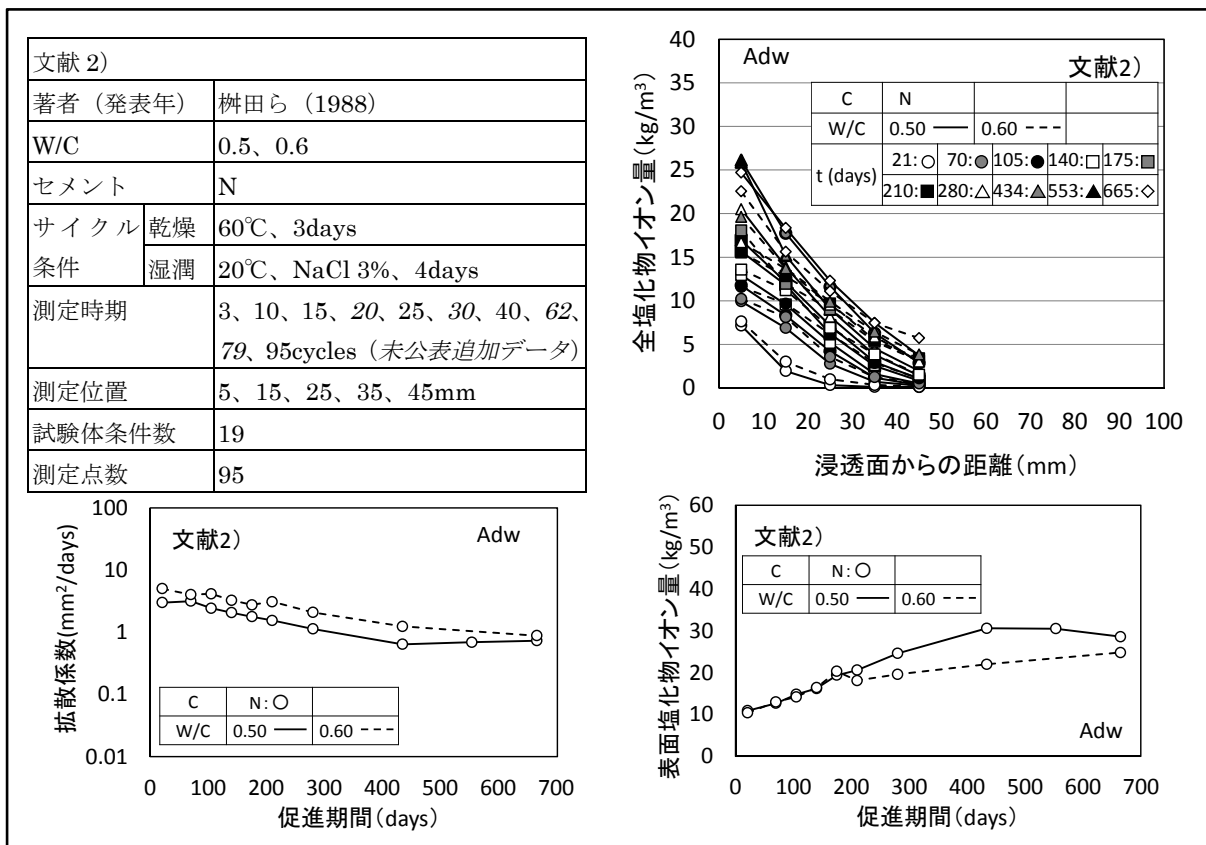 文献 2)
著者（発表年） 桝田ら（1988）
W/C 0.5、0.6
セメント N
サイクル 乾燥 60℃、3days
条件 湿潤 20℃、NaCl 3%、4days
測定時期 3、10、15、20、25、30、40、62、
79、95cycles（未公表追加データ）
測定位置 5、15、25、35、45mm
試験体条件数 19
測定点数 95
全塩化物イオン量(kg/m³)
40
35
30
25
20
15
10
5
0
Adw
文献2)
C N
W/C 0.50 0.60
t (days) 21: 70: 105: 140: 175:
210: 280: 434: 553: 665:
0 10 20 30 40 50 60 70 80 90 100
浸透面からの距離(mm)
拡散係数(mm²/days)
100
10
1
0.1
0.01
文献2)
Adw
C N:
W/C 0.50 0.60
0 100 200 300 400 500 600 700
促進期間(days)
表面塩化物イオン量(kg/m³)
60
50
40
30
20
10
0
文献2)
C N:
W/C 0.50 0.60
Adw
0 100 200 300 400 500 600 700
促進期間(days)